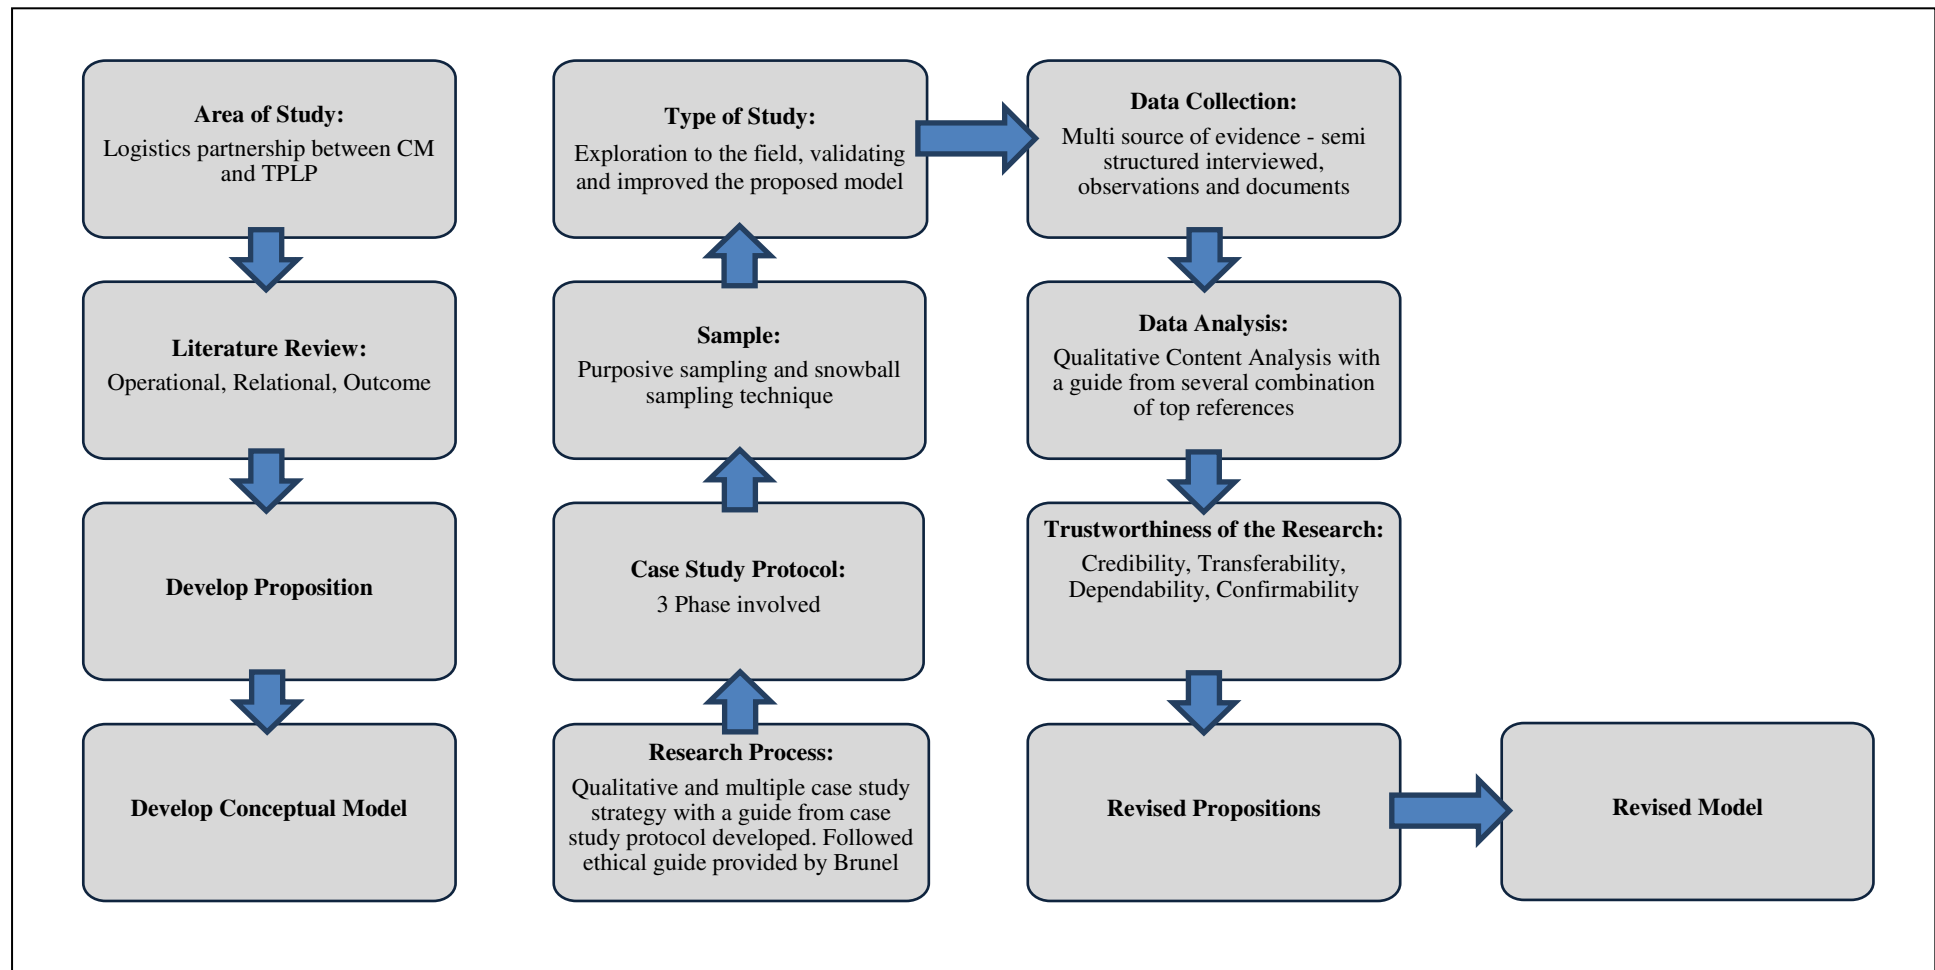 Area of Study:
Logistics partnership between CM
and TPLP
Literature Review:
Operational, Relational, Outcome
Develop Proposition
Develop Conceptual Model
Type of Study:
Exploration to the field, validating
and improved the proposed model
Sample:
Purposive sampling and snowball
sampling technique
Case Study Protocol:
3 Phase involved
Research Process:
Qualitative and multiple case study
strategy with a guide from case
study protocol developed. Followed
ethical guide provided by Brunel
Data Collection:
Multi source of evidence - semi
structured interviewed,
observations and documents
Data Analysis:
Qualitative Content Analysis with
a guide from several combination
of top references
Trustworthiness of the Research:
Credibility, Transferability,
Dependability, Confirmability
Revised Propositions
Revised Model